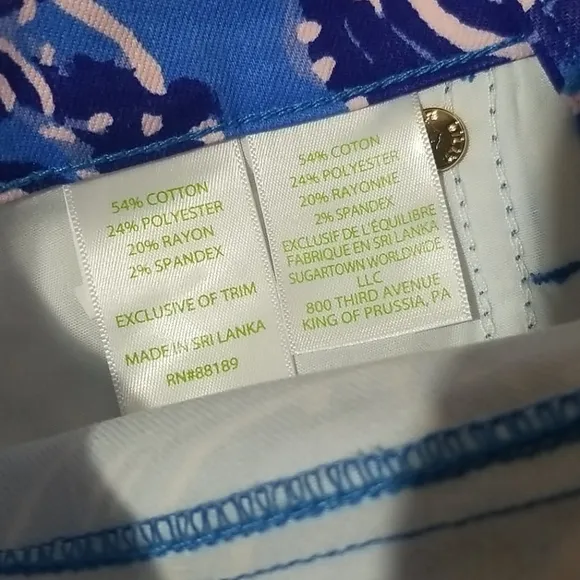 54% COTTON
24% POLYESTER
20% RAYON
2% SPANDEX
EXCLUSIVE OF TRIM
MADE IN SRI LANKA
RN#88189
54% COTON
24% POLYESTER
20% RAYONNE
2% SPANDEX
EXCLUSIF DE L'ÉQUILIBRE
FABRIQUE EN SRI LANKA
SUGARTOWN WORLDWIDE
LLC
800 THIRD AVENUE
KING OF PRUSSIA, PA